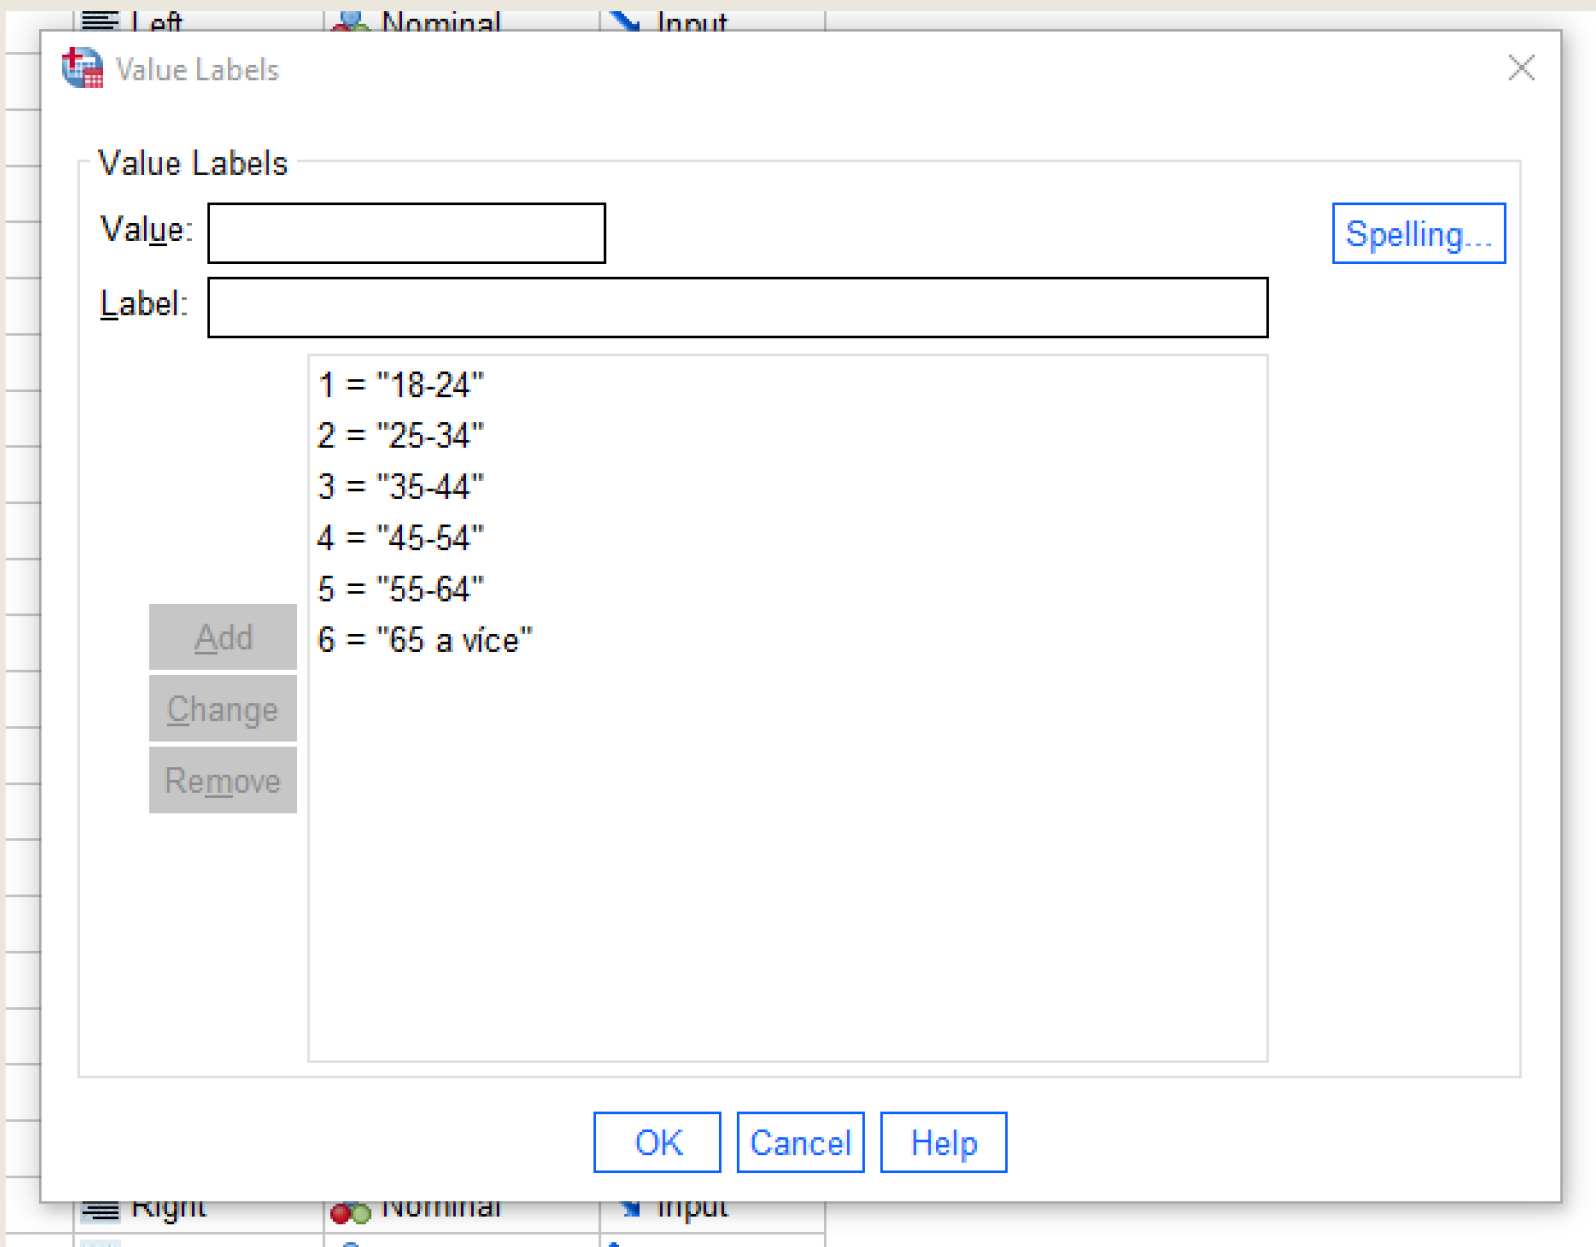 Left Nominal Input
Value Labels
Value Labels
Value:
Spelling...
Label:
1 = "18-24"
2 = "25-34"
3 = "35-44"
4 = "45-54"
5 = "55-64"
6 = "65 a více"
Add
Change
Remove
OK Cancel Help
Right Nominal Input